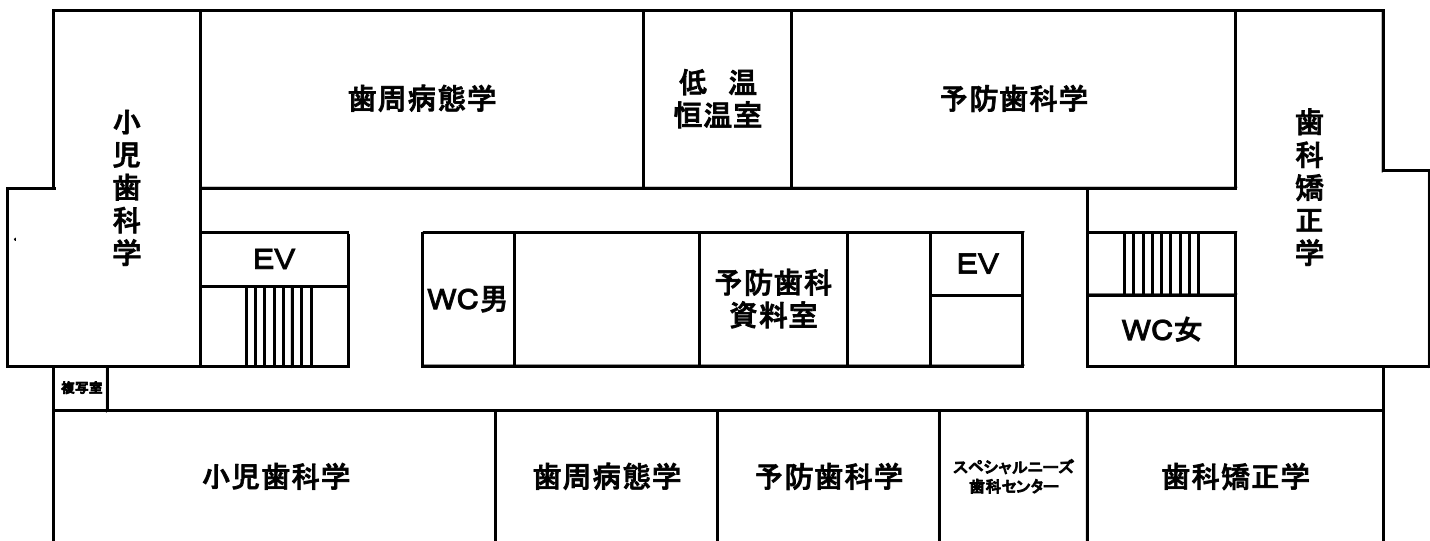 小児歯科学
歯周病態学
低 温
恒温室
予防歯科学
歯科矯正学
EV
WC男
予防歯科
資料室
EV
WC女
複写室
小児歯科学
歯周病態学
予防歯科学
スペシャルニーズ
歯科センター
歯科矯正学